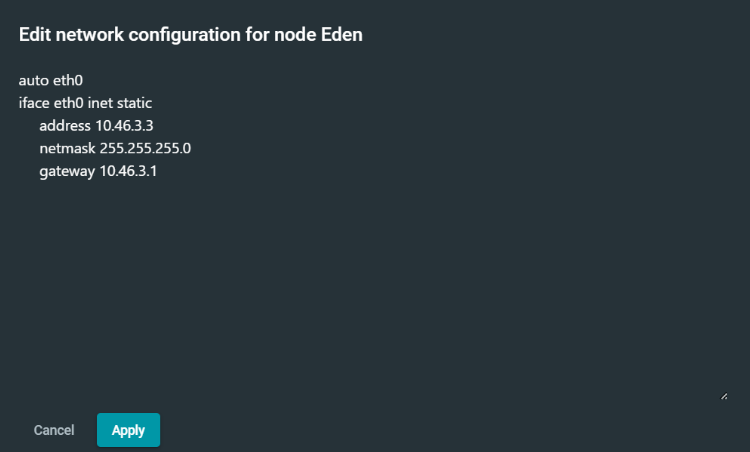 Edit network configuration for node Eden
auto eth0
iface eth0 inet static
address 10.46.3.3
netmask 255.255.255.0
gateway 10.46.3.1
Cancel
Apply